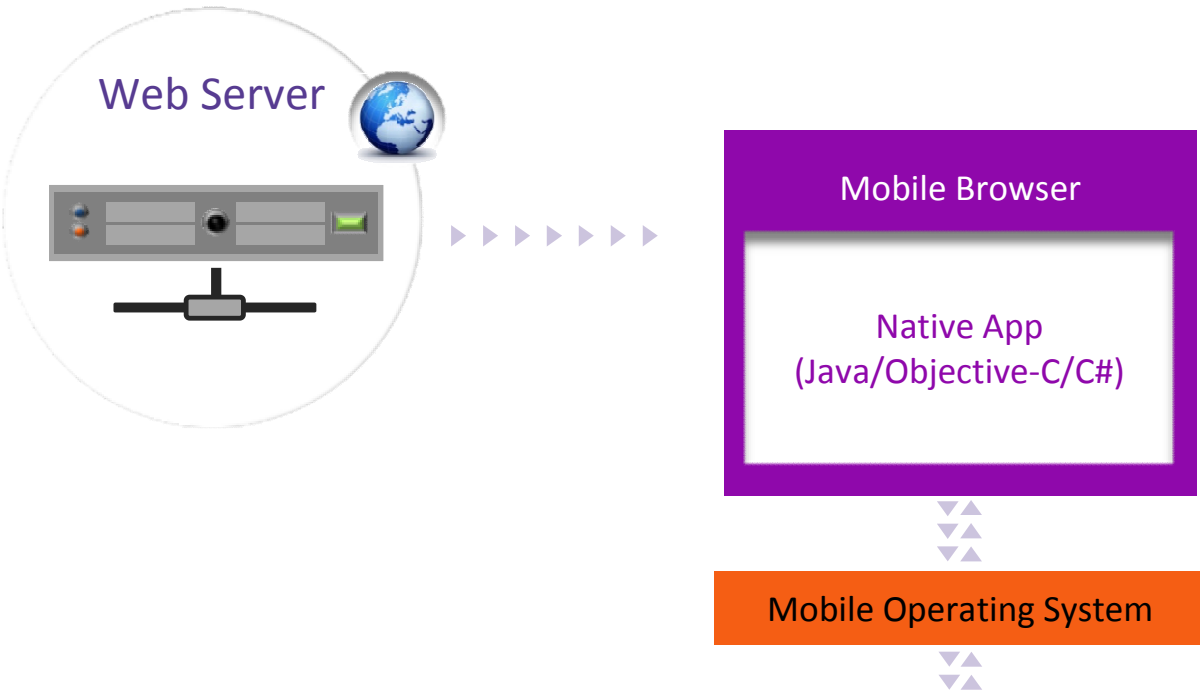 Web Server
Mobile Browser
Native App
(Java/Objective-C/C#)
Mobile Operating System